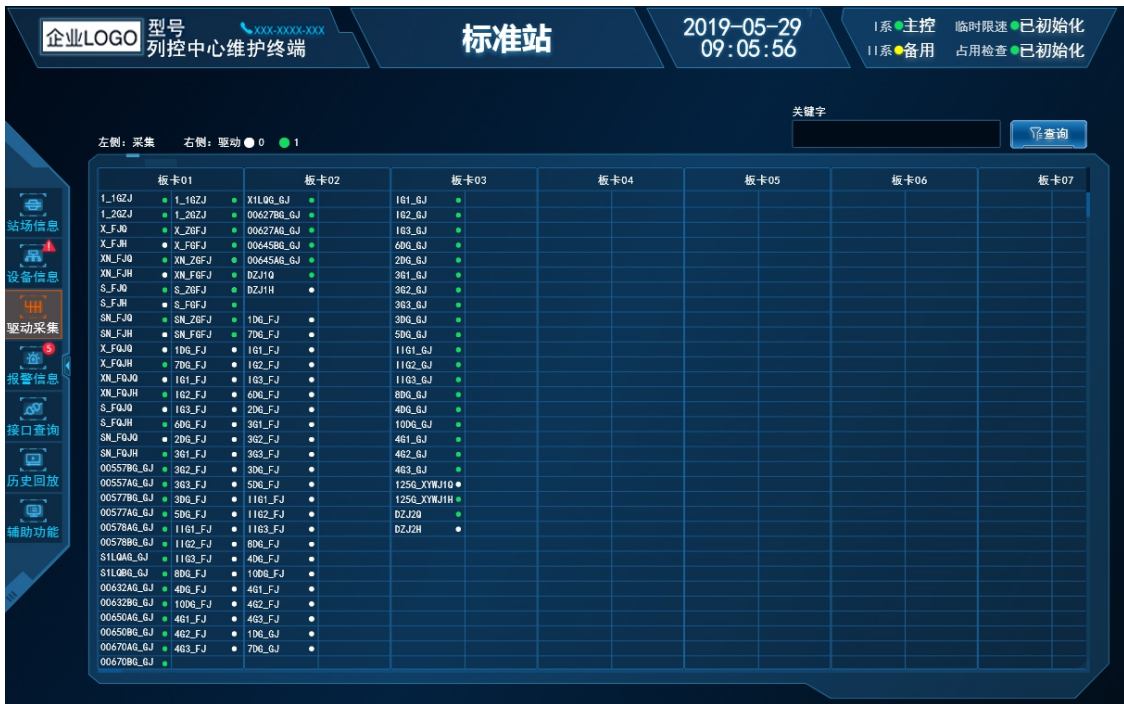 企业LOGO 型号 XXX-XXXX-XXX
列控中心维护终端
标准站
2019-05-29
09:05:56
I系 主控 临时限速 已初始化
II系 备用 占用检查 已初始化
关键字
左侧：采集 右侧：驱动 0 1
查询
站场信息
设备信息
!
驱动采集
报警信息
5
接口查询
历史回放
辅助功能
板卡01 板卡02 板卡03 板卡04 板卡05 板卡06 板卡07
1_1GZJ 1_1GZJ X1LQG_GJ IG1_GJ
1_2GZJ 1_2GZJ 00627BG_GJ IG2_GJ
X_FJQ X_ZGFJ 00627AG_GJ IG3_GJ
X_FJH X_FGFJ 00645BG_GJ 6DG_GJ
XN_FJQ XN_ZGFJ 00645AG_GJ 2DG_GJ
XN_FJH XN_FGFJ DZJ1Q 3G1_GJ
S_FJQ S_ZGFJ DZJ1H 3G2_GJ
S_FJH S_FGFJ 3G3_GJ
SN_FJQ SN_ZGFJ 1DG_FJ 3DG_GJ
SN_FJH SN_FGFJ 7DG_FJ 5DG_GJ
X_FQJQ 1DG_FJ IG1_FJ IIG1_GJ
X_FQJH 7DG_FJ IG2_FJ IIG2_GJ
XN_FQJQ IG1_FJ IG3_FJ IIG3_GJ
XN_FQJH IG2_FJ 6DG_FJ 8DG_GJ
S_FQJQ IG3_FJ 2DG_FJ 4DG_GJ
S_FQJH 6DG_FJ 3G1_FJ 10DG_GJ
SN_FQJQ 2DG_FJ 3G2_FJ 4G1_GJ
SN_FQJH 3G1_FJ 3G3_FJ 4G2_GJ
00557BG_GJ 3G2_FJ 3DG_FJ 4G3_GJ
00557AG_GJ 3G3_FJ 5DG_FJ 125G_XYWJ1Q
00577BG_GJ 3DG_FJ IIG1_FJ 125G_XYWJ1H
00577AG_GJ 5DG_FJ IIG2_FJ DZJ2Q
00578AG_GJ IIG1_FJ IIG3_FJ DZJ2H
00578BG_GJ IIG2_FJ 8DG_FJ
S1LQAG_GJ IIG3_FJ 4DG_FJ
S1LQBG_GJ 8DG_FJ 10DG_FJ
00632AG_GJ 4DG_FJ 4G1_FJ
00632BG_GJ 10DG_FJ 4G2_FJ
00650AG_GJ 4G1_FJ 4G3_FJ
00650BG_GJ 4G2_FJ 1DG_GJ
00670AG_GJ 4G3_FJ 7DG_GJ
00670BG_GJ